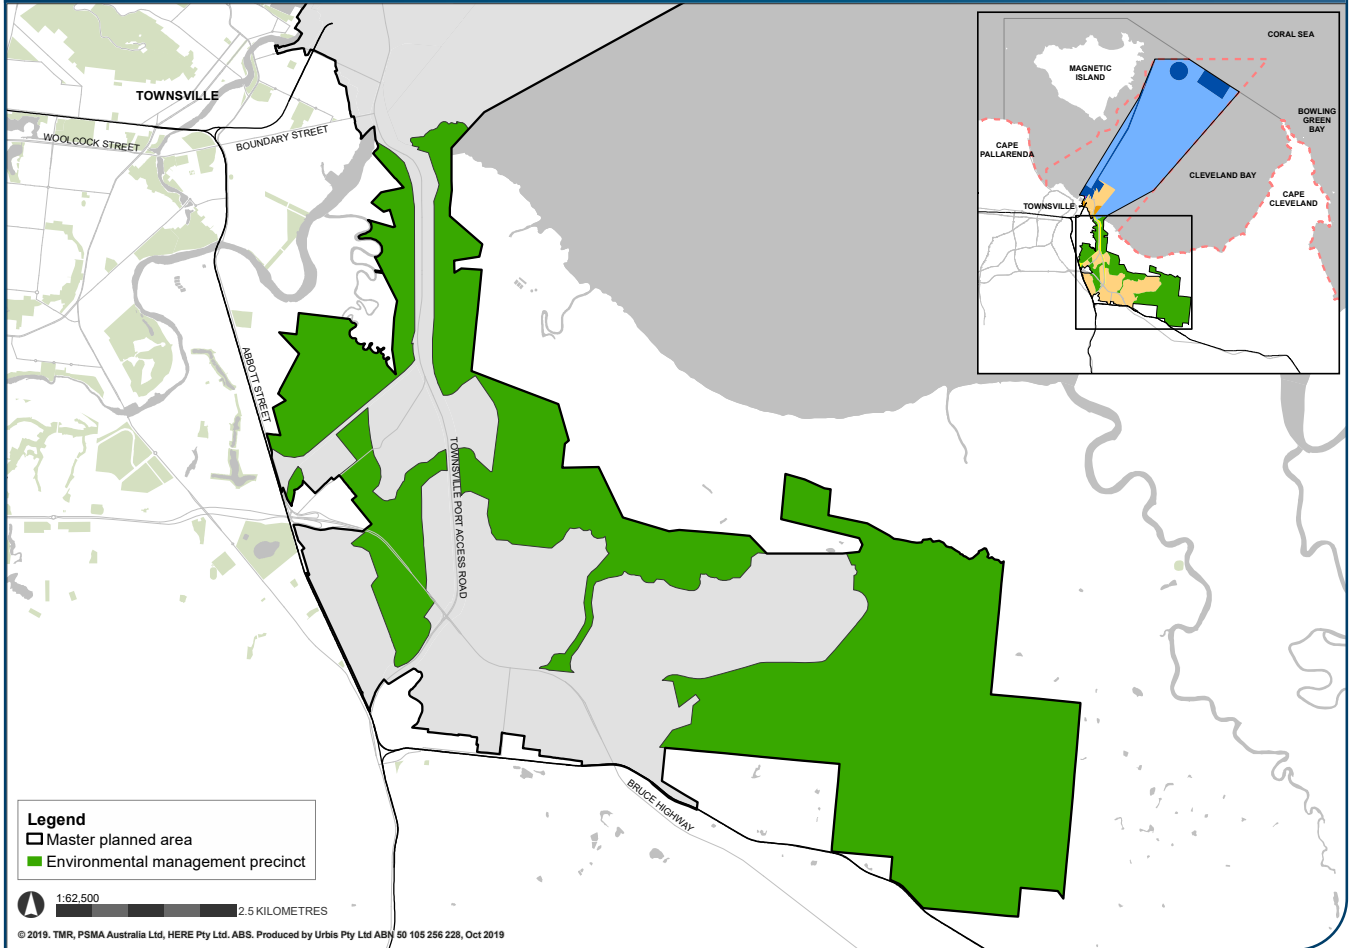 TOWNSVILLE
WOOLCOCK STREET
BOUNDARY STREET
ABBOTT STREET
TOWNSVILLE PORT ACCESS ROAD
BRUCE HIGHWAY
CORAL SEA
MAGNETIC
ISLAND
BOWLING
GREEN
BAY
CAPE
PALLARENDA
CLEVELAND BAY
CAPE
CLEVELAND
TOWNSVILLE
Legend
Master planned area
Environmental management precinct
1:62,500
2.5 KILOMETRES
© 2019. TMR, PSMA Australia Ltd, HERE Pty Ltd. ABS. Produced by Urbis Pty Ltd ABN 50 105 256 228, Oct 2019